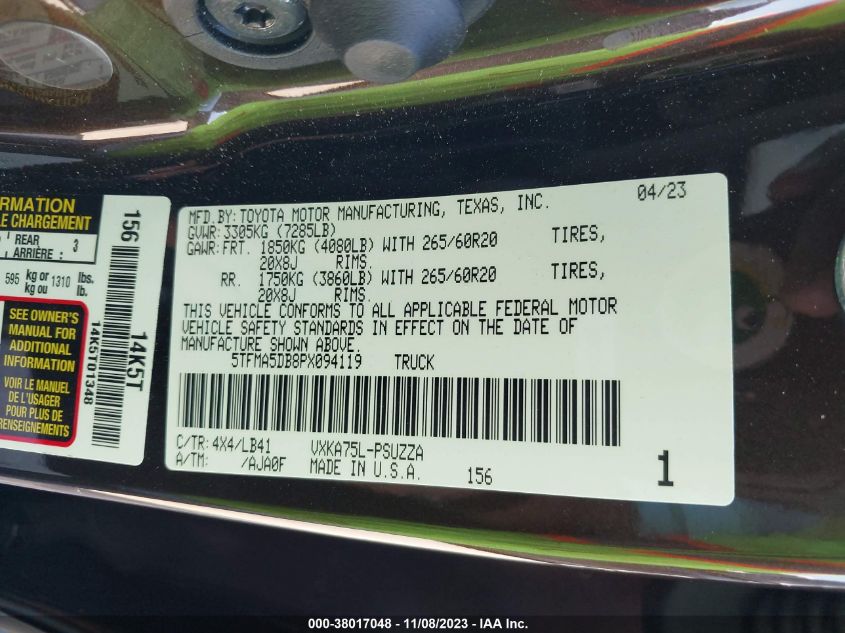 MFD.BY: TOYOTA MOTOR MANUFACTURING, TEXAS, INC. 04/23
GVWR: 3305KG (7285LB)
GAWR: FRT. 1850KG (4080LB) WITH 265/60R20 TIRES,
20X8J RIMS.
RR. 1750KG (3860LB) WITH 265/60R20 TIRES,
20X8J RIMS.
THIS VEHICLE CONFORMS TO ALL APPLICABLE FEDERAL MOTOR
VEHICLE SAFETY STANDARDS IN EFFECT ON THE DATE OF
MANUFACTURE SHOWN ABOVE.
5TFMA5DB8PX094119 TRUCK
C/TR: 4X4/LB41 VXKA75L-PSUZZA
A/TM: /AJA0F MADE IN U.S.A. 156 1
CHARGEMENT
REAR
ARRIÈRE : 3
595 kg or 1310 lbs.
kg ou lb.
SEE OWNER'S
MANUAL FOR
ADDITIONAL
INFORMATION
VOIR LE MANUEL
DE L'USAGER
POUR PLUS DE
RENSEIGNEMENTS
156
14K5T
14K5T01348
000-38017048 - 11/08/2023 - IAA Inc.